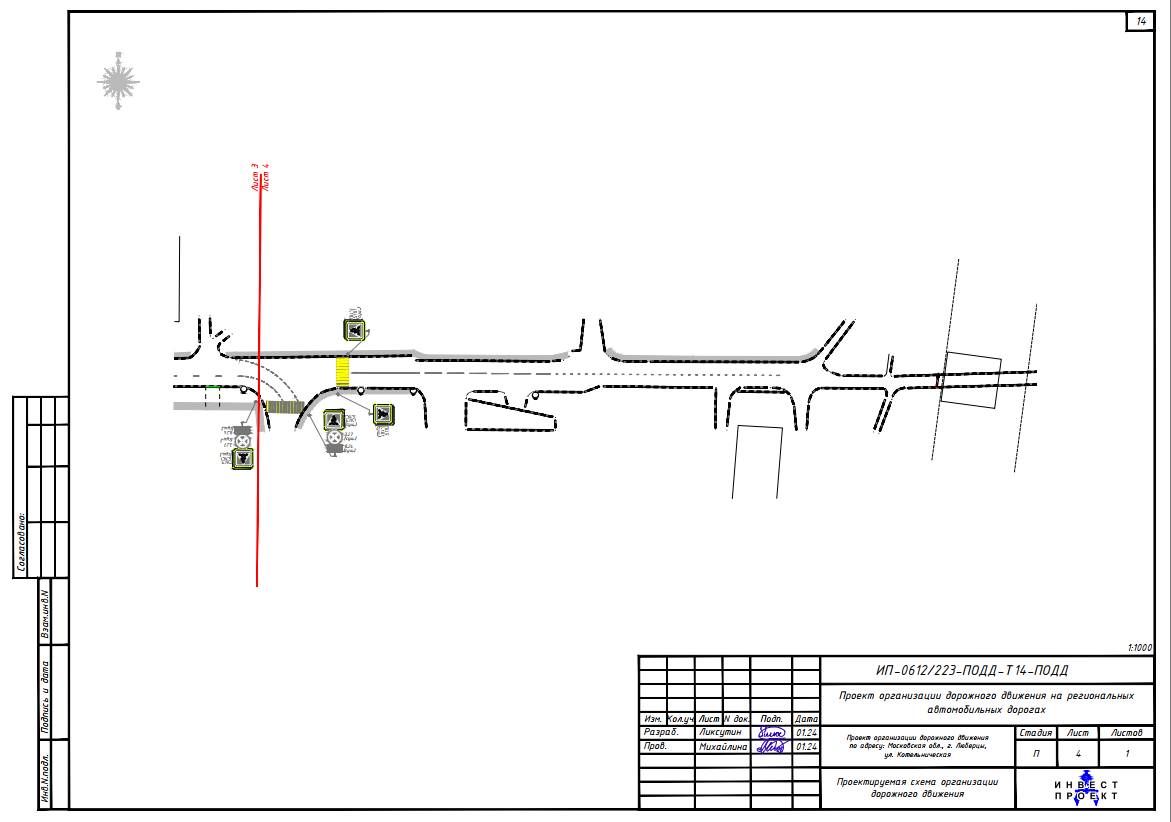 14
Лист 3
Лист 4
Согласовано:
Взам.инв.N
Подпись и дата
Инв.N.подл.
1:1000
ИП-0612/223-ПОДД-Т14-ПОДД
Проект организации дорожного движения на региональных
автомобильных дорогах
Изм. Кол.уч Лист N док. Подп. Дата
Разраб. Ликсутин 01.24
Пров. Михайлина 01.24
Проект организации дорожного движения
по адресу: Московская обл., г. Люберцы,
ул. Котельническая
Стадия Лист Листов
П 4 1
Проектируемая схема организации
дорожного движения
ИНВЕСТ
ПРОЕКТ